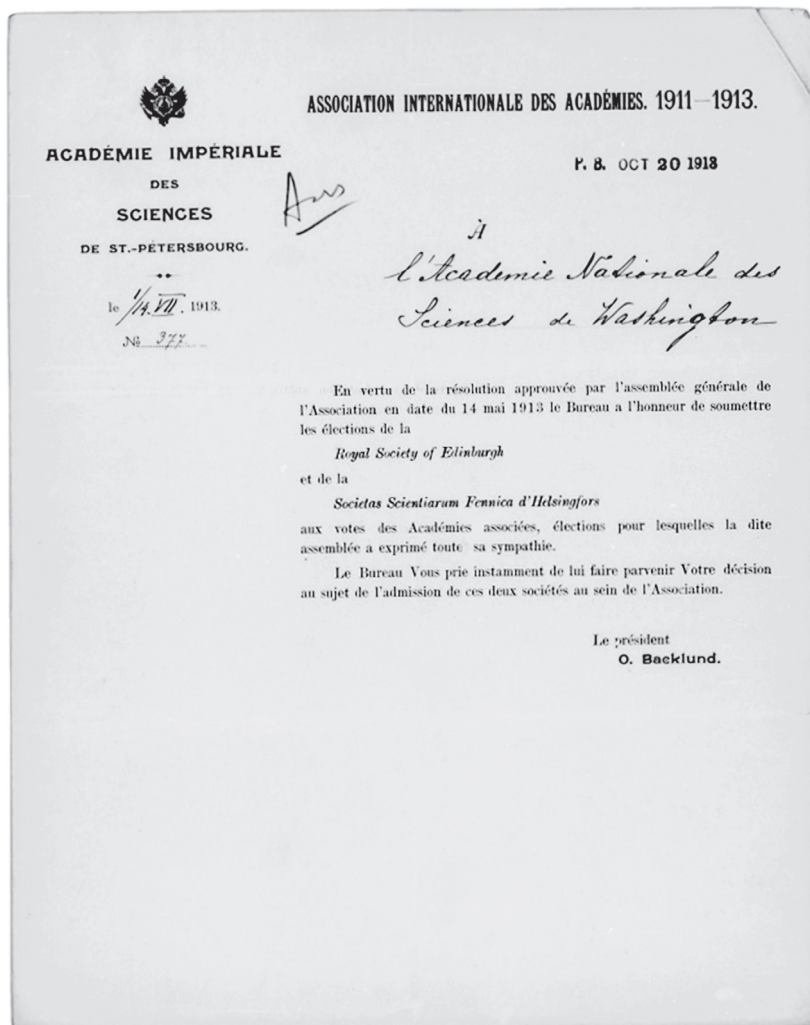 ASSOCIATION INTERNATIONALE DES ACADÉMIES. 1911—1913.
ACADÉMIE IMPÉRIALE
DES
SCIENCES
DE ST.-PÉTERSBOURG.
le 1/14. VII. 1913.
№ 377
P. B. OCT 20 1913
Ans
À
l'Academie Nationale des
Sciences de Washington
En vertu de la résolution approuvée par l'assemblée générale de
l'Association en date du 14 mai 1913 le Bureau a l'honneur de soumettre
les élections de la
Royal Society of Edinburgh
et de la
Societas Scientiarum Fennica d'Helsingfors
aux votes des Académies associées, élections pour lesquelles la dite
assemblée a exprimé toute sa sympathie.
Le Bureau Vous prie instamment de lui faire parvenir Votre décision
au sujet de l'admission de ces deux sociétés au sein de l'Association.
Le président
O. Backlund.